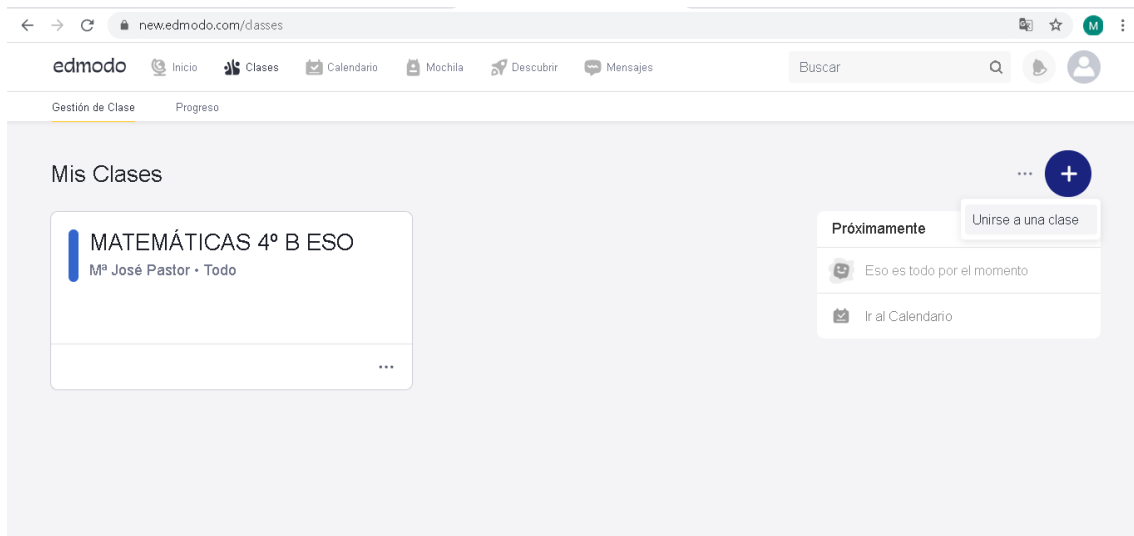 new.edmodo.com/classes
M
edmodo Inicio Clases Calendario Mochila Descubrir Mensajes Buscar
Gestión de Clase Progreso
Mis Clases
Unirse a una clase
MATEMÁTICAS 4º B ESO
Mª José Pastor • Todo
Próximamente
Eso es todo por el momento
Ir al Calendario